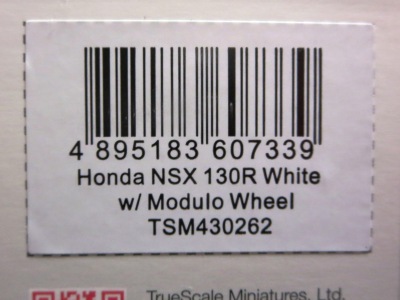 4 895183 607339
Honda NSX 130R White
w/ Modulo Wheel
TSM430262
TrueScale Miniatures, Ltd.